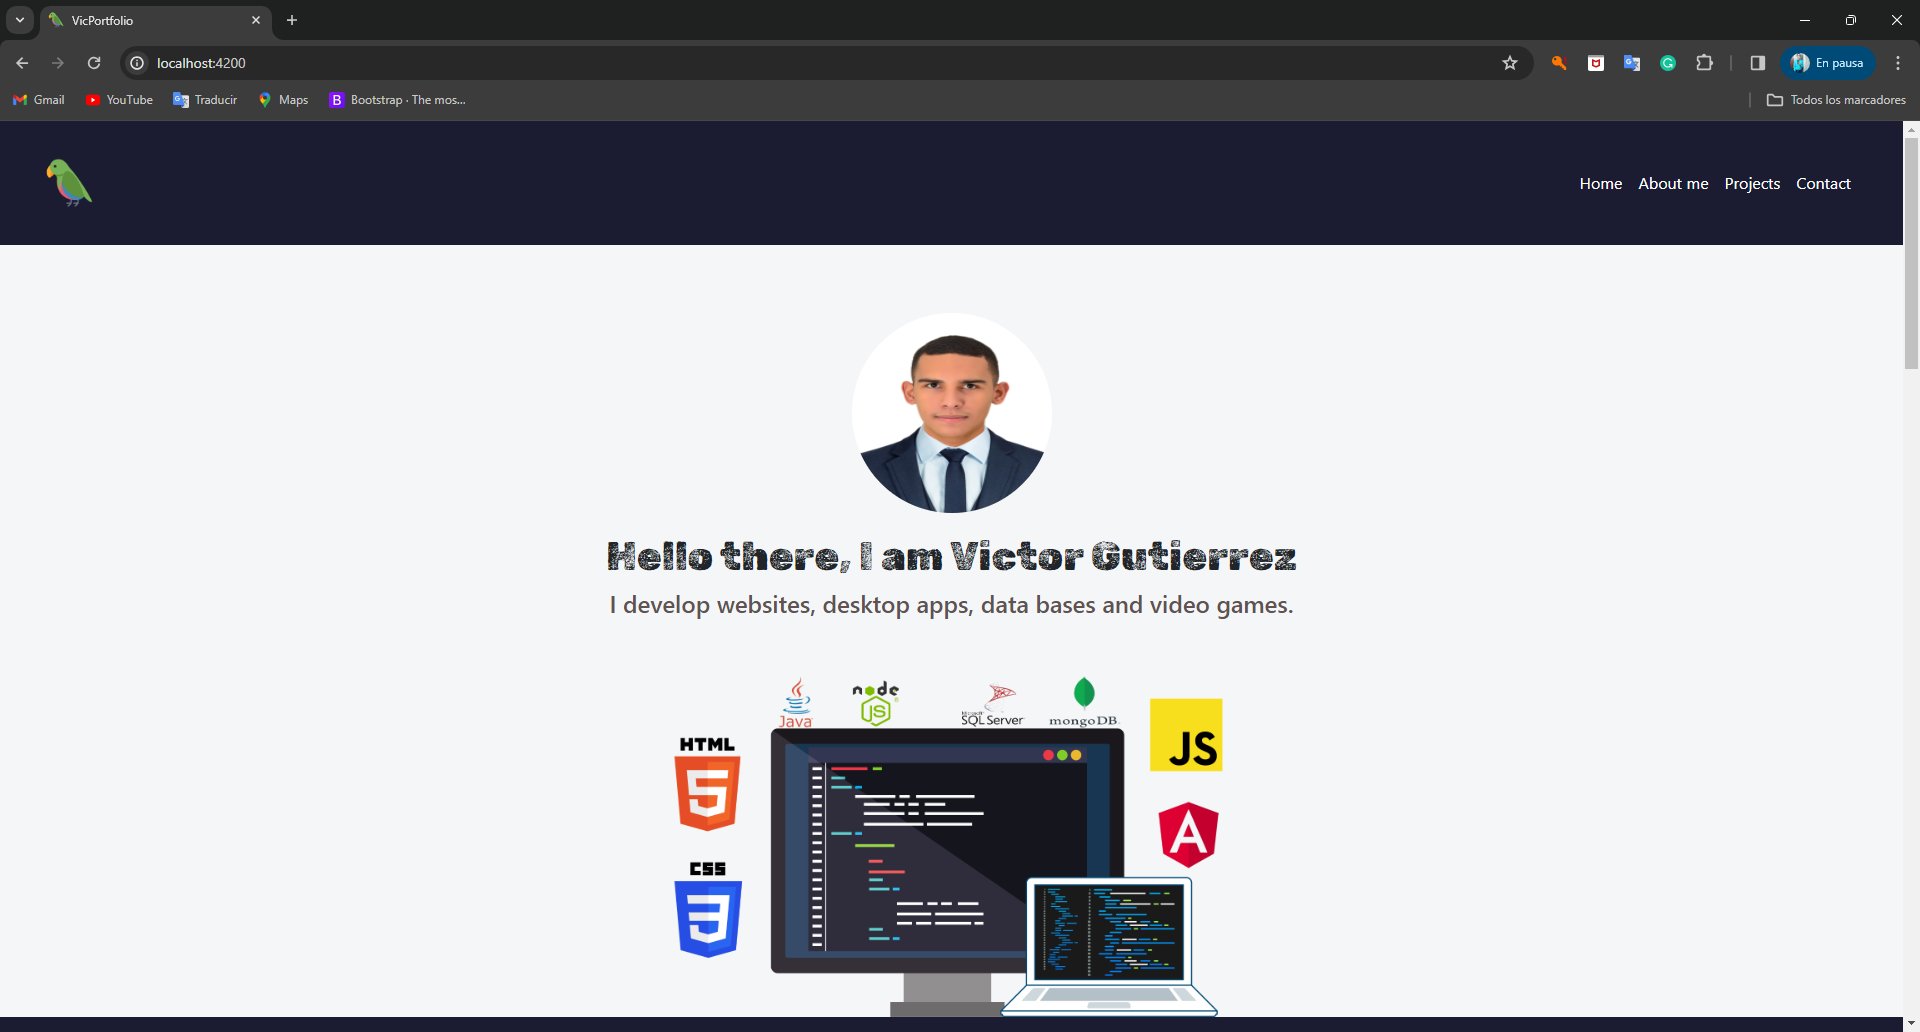 VicPortfolio
localhost:4200
En pausa
Gmail
YouTube
Traducir
Maps
Bootstrap · The mos...
Todos los marcadores
Home
About me
Projects
Contact
Hello there, I am Victor Gutierrez
I develop websites, desktop apps, data bases and video games.
Java
node
JS
Microsoft
SQL Server
mongoDB
JS
HTML
5
A
CSS
3